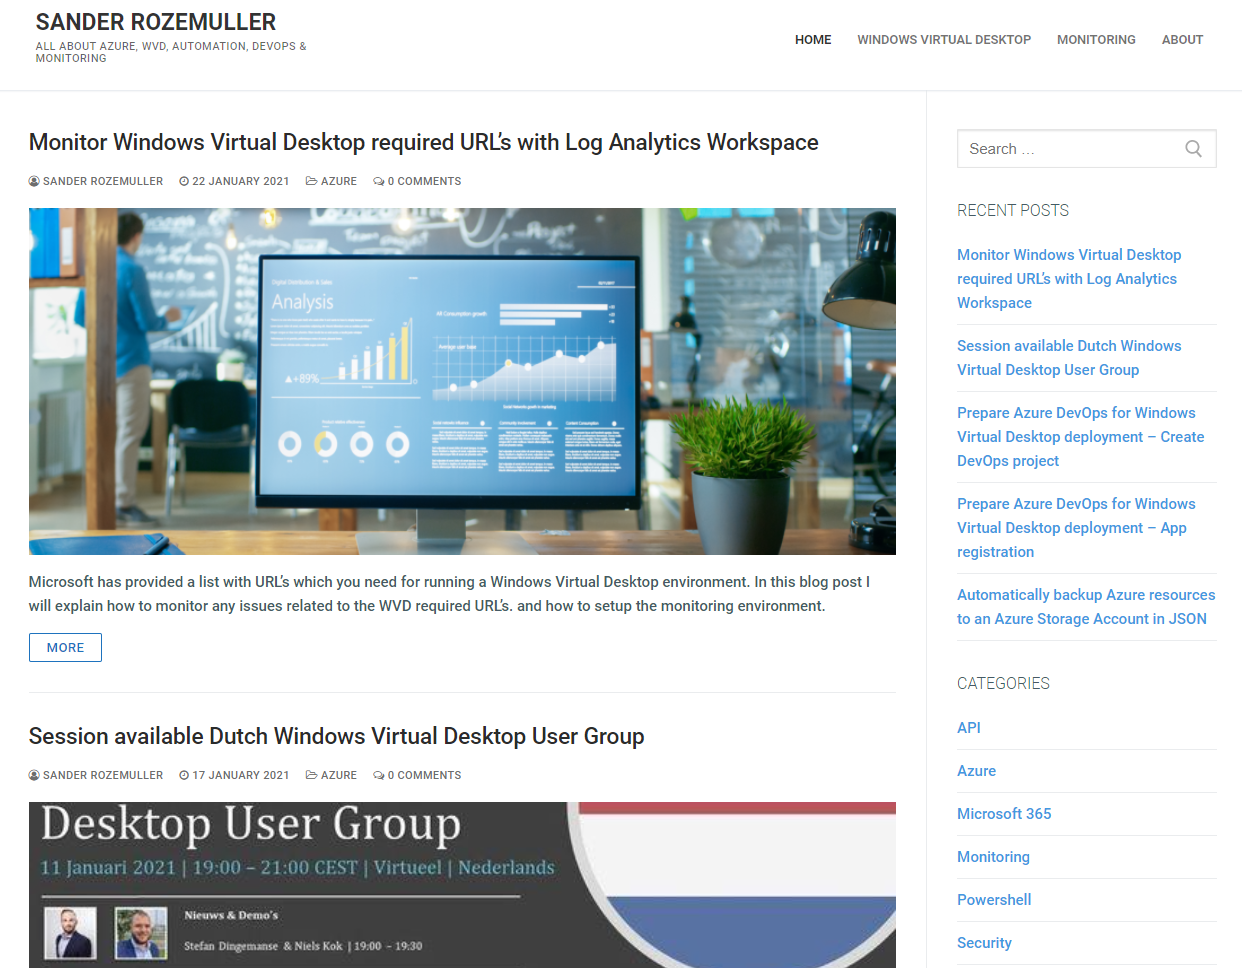 SANDER ROZEMULLER
ALL ABOUT AZURE, WVD, AUTOMATION, DEVOPS &
MONITORING
HOME
WINDOWS VIRTUAL DESKTOP
MONITORING
ABOUT
Monitor Windows Virtual Desktop required URL’s with Log Analytics Workspace
SANDER ROZEMULLER 22 JANUARY 2021 AZURE 0 COMMENTS
Digital Distribution & Sales
Analysis
+89%
Average user base
Microsoft has provided a list with URL’s which you need for running a Windows Virtual Desktop environment. In this blog post I
will explain how to monitor any issues related to the WVD required URL’s. and how to setup the monitoring environment.
MORE
Session available Dutch Windows Virtual Desktop User Group
SANDER ROZEMULLER 17 JANUARY 2021 AZURE 0 COMMENTS
Desktop User Group
11 Januari 2021 | 19:00 – 21:00 CEST | Virtueel | Nederlands
Nieuws & Demo's
Stefan Dingemanse & Niels Kok | 19:00 – 19:30
Search …
RECENT POSTS
Monitor Windows Virtual Desktop
required URL’s with Log Analytics
Workspace
Session available Dutch Windows
Virtual Desktop User Group
Prepare Azure DevOps for Windows
Virtual Desktop deployment – Create
DevOps project
Prepare Azure DevOps for Windows
Virtual Desktop deployment – App
registration
Automatically backup Azure resources
to an Azure Storage Account in JSON
CATEGORIES
API
Azure
Microsoft 365
Monitoring
Powershell
Security